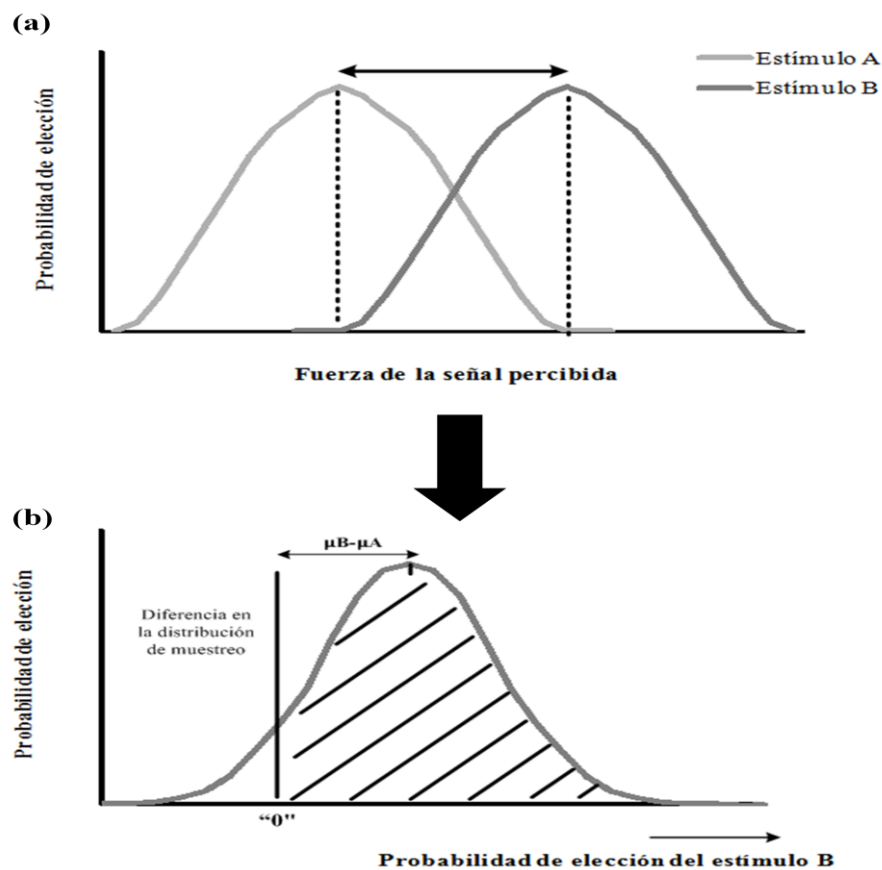 (a)
Estímulo A
Estímulo B
Probabilidad de elección
Fuerza de la señal percibida
(b)
μB-μA
Diferencia en
la distribución
de muestreo
Probabilidad de elección
“0"
Probabilidad de elección del estímulo B